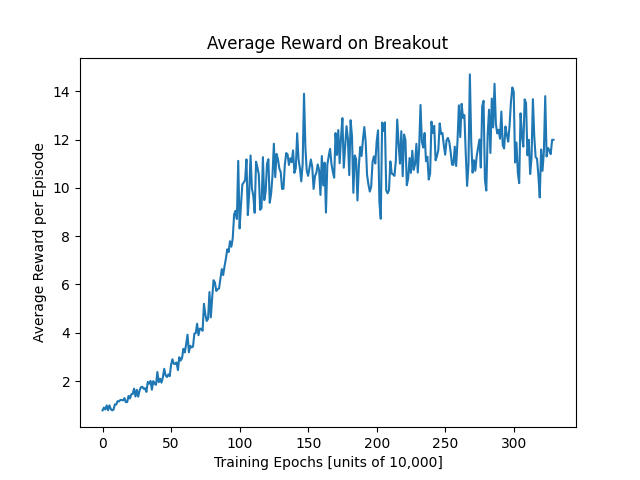 Average Reward on Breakout
Average Reward per Episode
14
12
10
8
6
4
2
0 50 100 150 200 250 300
Training Epochs [units of 10,000]